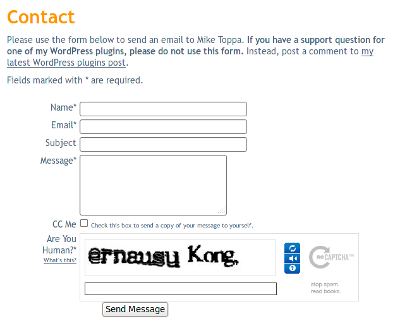 Contact
Please use the form below to send an email to Mike Toppa. If you have a support question for
one of my WordPress plugins, please do not use this form. Instead, post a comment to my
latest WordPress plugins post.
Fields marked with * are required.
Name*
Email*
Subject
Message*
CC Me Check this box to send a copy of your message to yourself.
Are You
Human?*
What's this?
ernausu Kong,
reCAPTCHA™
stop spam.
read books.
Send Message